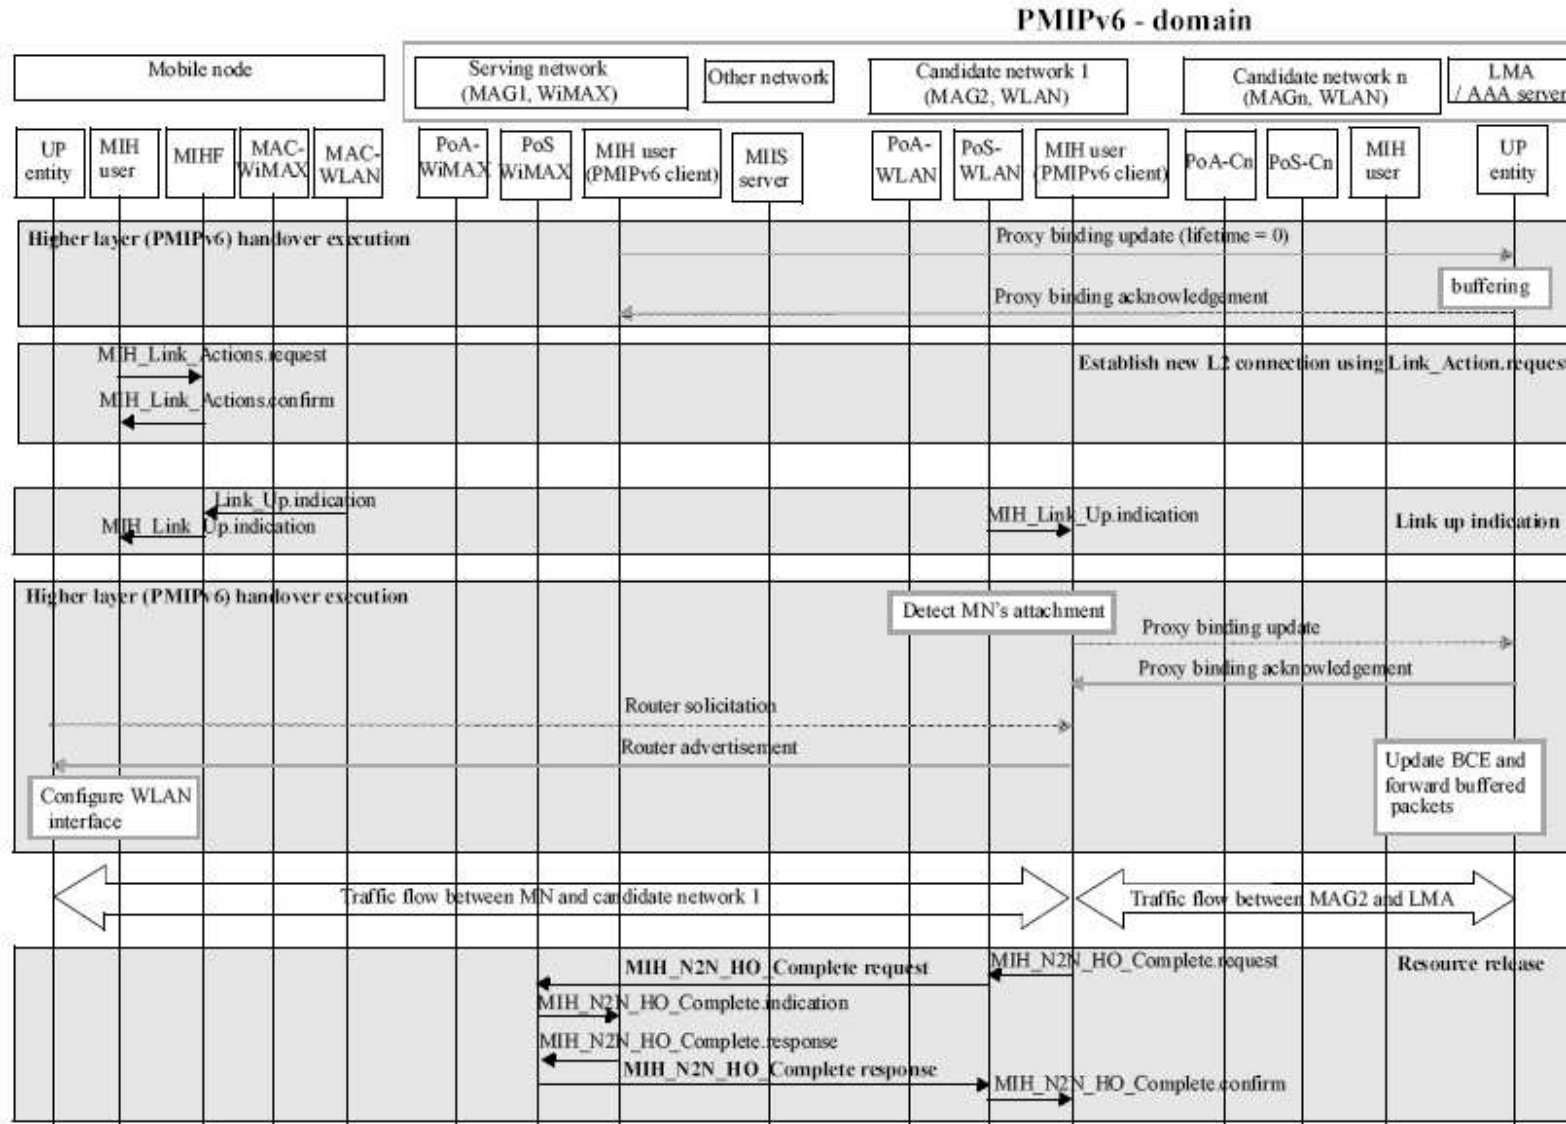 PMIPv6 - domain
Mobile node
Serving network
(MAG1, WiMAX)
Other network
Candidate network 1
(MAG2, WLAN)
Candidate network n
(MAGn, WLAN)
LMA
/ AAA server
UP
entity
MIH
user
MIHF
MAC-
WiMAX
MAC-
WLAN
PoA-
WiMAX
PoS
WiMAX
MIH user
(PMIPv6 client)
MIIS
server
PoA-
WLAN
PoS-
WLAN
MIH user
(PMIPv6 client)
PoA-Cn
PoS-Cn
MIH
user
UP
entity
Higher layer (PMIPv6) handover execution
Proxy binding update (lifetime = 0)
buffering
Proxy binding acknowledgement
MIH_Link_Actions.request
Establish new L2 connection using Link_Action.request
MIH_Link_Actions.confirm
Link_Up.indication
MIH_Link_Up.indication
MIH_Link_Up.indication
Link up indication
Higher layer (PMIPv6) handover execution
Detect MN's attachment
Proxy binding update
Proxy binding acknowledgement
Router solicitation
Router advertisement
Update BCE and
forward buffered
packets
Configure WLAN
interface
Traffic flow between MN and candidate network 1
Traffic flow between MAG2 and LMA
MIH_N2N_HO_Complete request
MIH_N2N_HO_Complete.request
Resource release
MIH_N2N_HO_Complete.indication
MIH_N2N_HO_Complete.response
MIH_N2N_HO_Complete response
MIH_N2N_HO_Complete.confirm